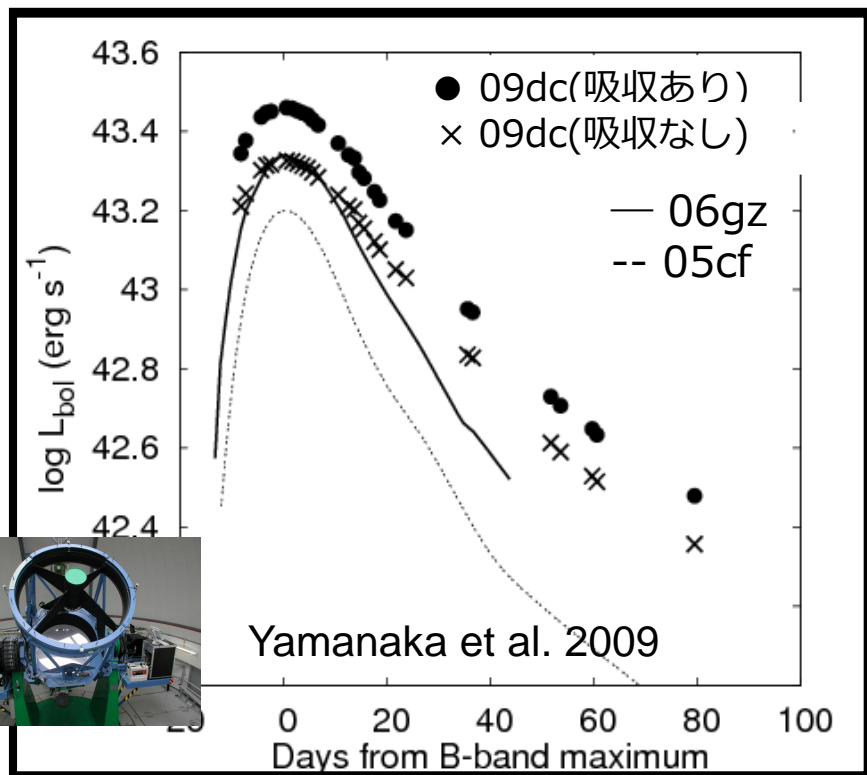 43.6
43.4
43.2
43
42.8
42.6
42.4
log L_bol (erg s^-1)
● 09dc(吸収あり)
× 09dc(吸収なし)
— 06gz
-- 05cf
Yamanaka et al. 2009
0 20 40 60 80 100
Days from B-band maximum